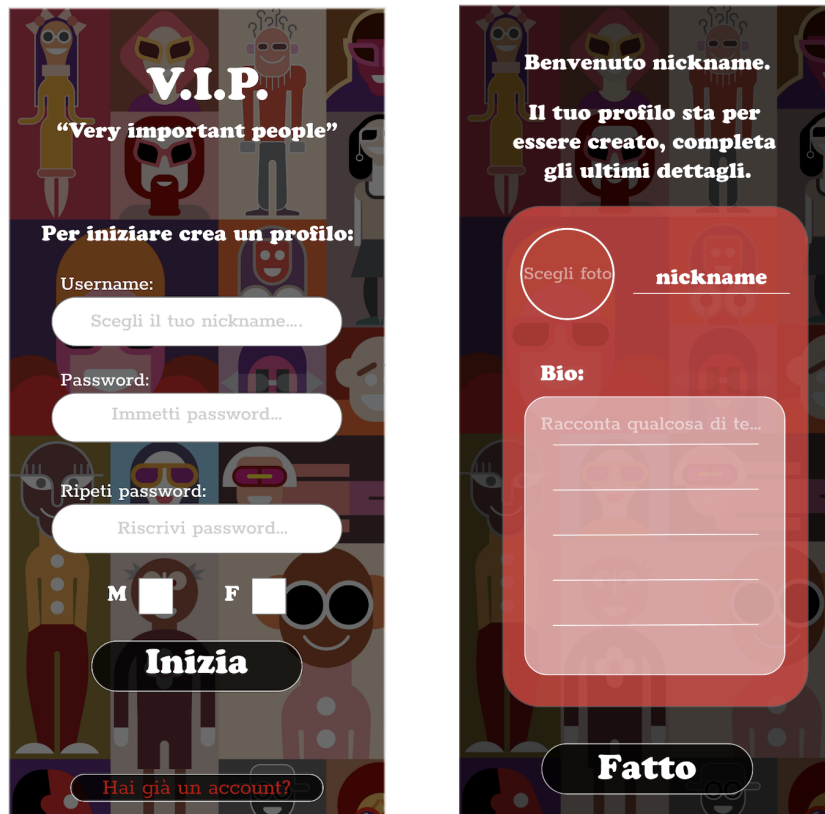 V.I.P.
“Very important people”
Per iniziare crea un profilo:
Username:
Scegli il tuo nickname....
Password:
Immetti password...
Ripeti password:
Riscrivi password...
M F
Inizia
Hai già un account?
Benvenuto nickname.
Il tuo profilo sta per
essere creato, completa
gli ultimi dettagli.
Scegli foto
nickname
Bio:
Racconta qualcosa di te...
Fatto